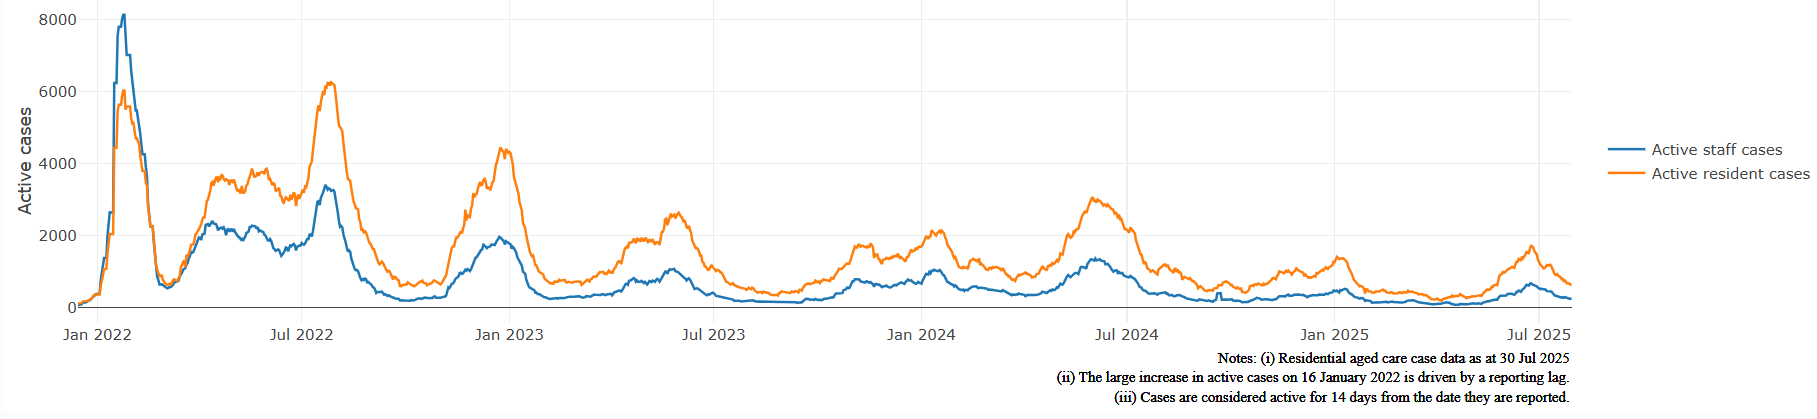 8000
6000
4000
2000
0
Active cases
Jan 2022
Jul 2022
Jan 2023
Jul 2023
Jan 2024
Jul 2024
Jan 2025
Jul 2025
Active staff cases
Active resident cases
Notes: (i) Residential aged care case data as at 30 Jul 2025
(ii) The large increase in active cases on 16 January 2022 is driven by a reporting lag.
(iii) Cases are considered active for 14 days from the date they are reported.